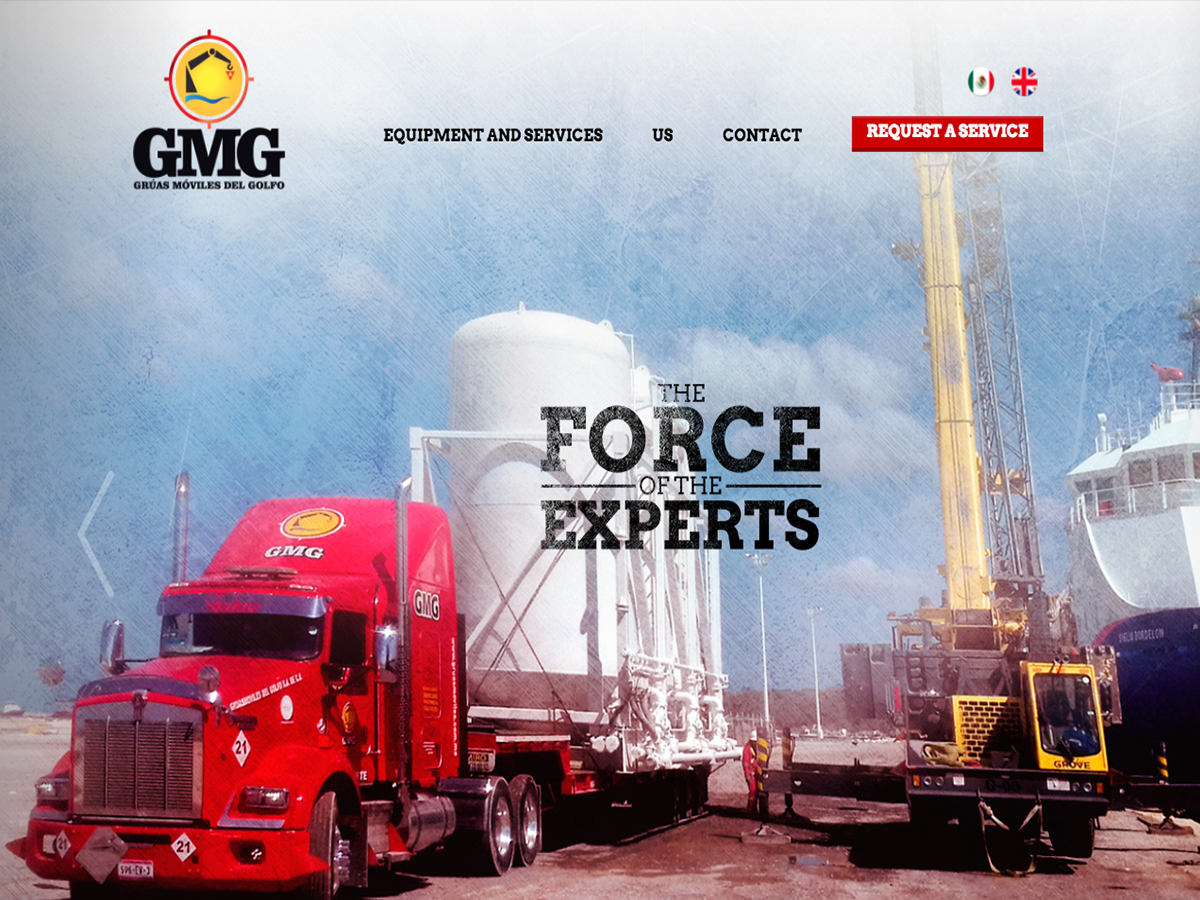 GMG
GRÚAS MÓVILES DEL GOLFO
EQUIPMENT AND SERVICES
US
CONTACT
REQUEST A SERVICE
THE
FORCE
OF THE
EXPERTS
GMG
GMG
21
21
21
GROVE